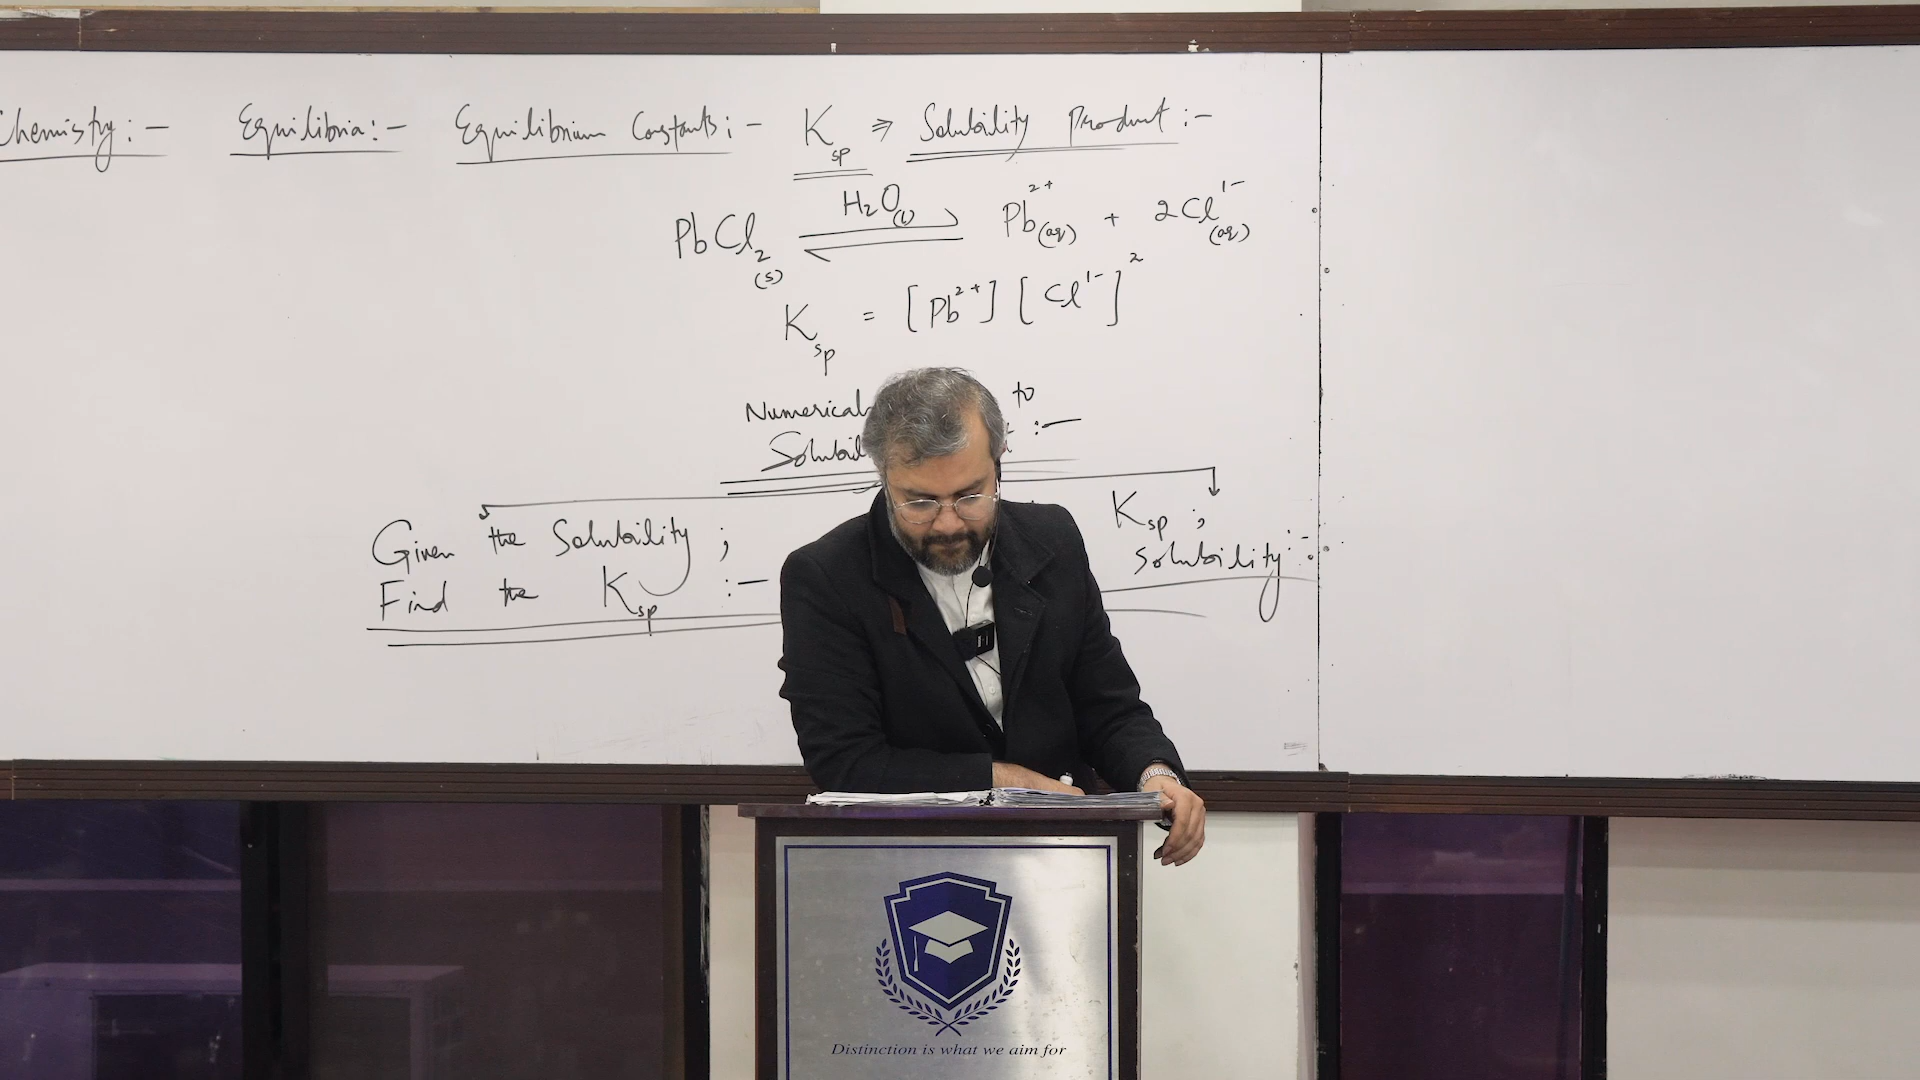 Chemistry:- Equilibria:- Equilibrium Constants:- Ksp ⇒ Solubility Product:-
PbCl₂(s) ⇌ H₂O(l) Pb²⁺(aq) + 2Cl¹⁻(aq)
Ksp = [Pb²⁺] [Cl¹⁻]²
Numerical to
:-
Given the Solubility ;
Find the Ksp :-
Ksp ;
Solubility:-
Distinction is what we aim for